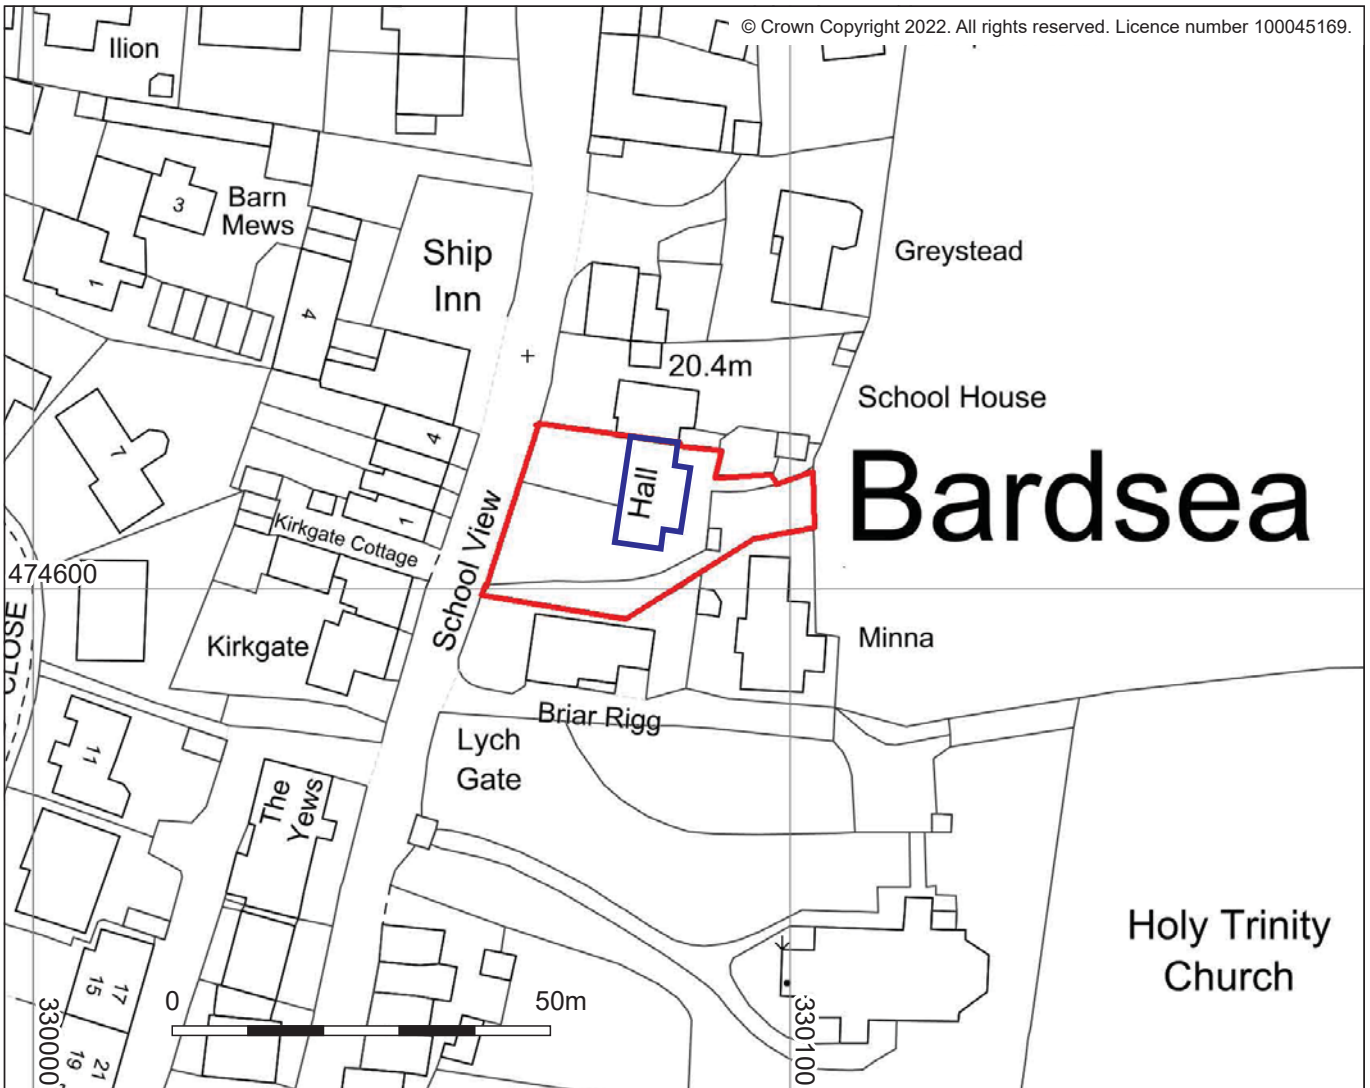 © Crown Copyright 2022. All rights reserved. Licence number 100045169.
Ilion
3
Barn
Mews
1
4
Ship
Inn
Greystead
20.4m
School House
7
4
1
Kirkgate Cottage
Hall
Bardsea
School View
474600
CLOSE
Kirkgate
Minna
Briar Rigg
11
Lych
Gate
The
Yews
Holy Trinity
Church
17
15
0
50m
330000
330100
21
19